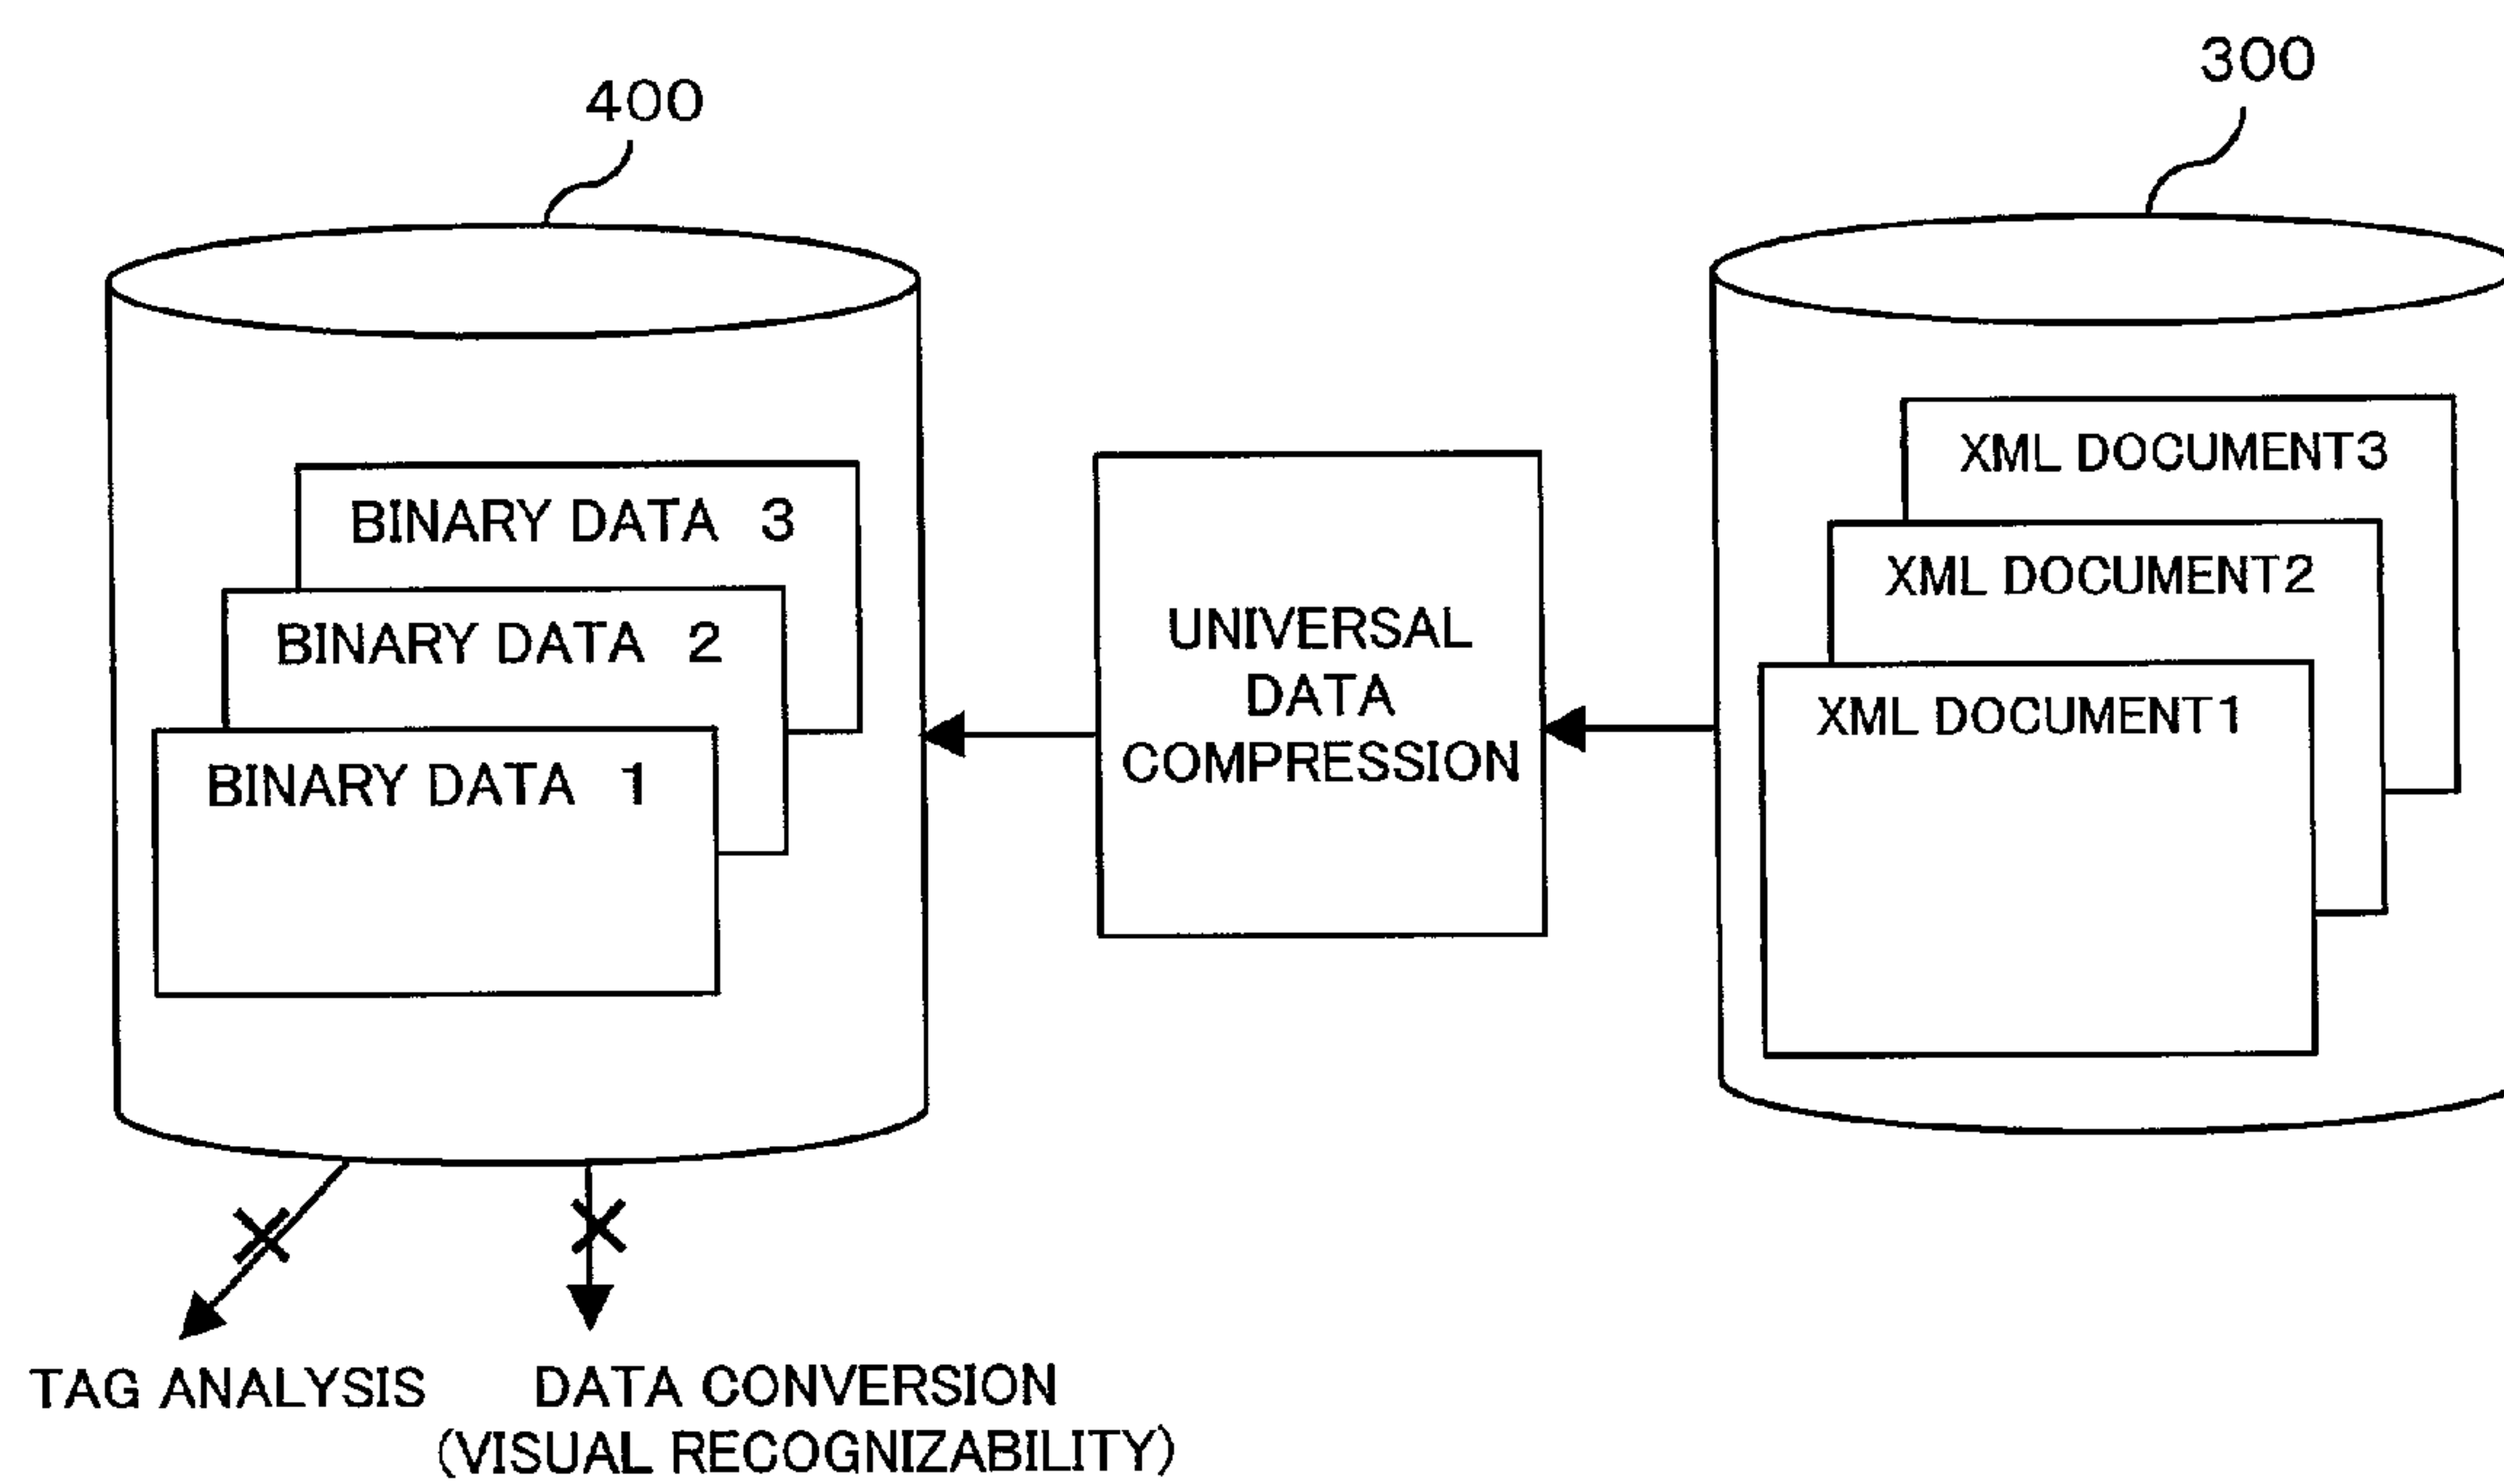 400
300
BINARY DATA 3
BINARY DATA 2
BINARY DATA 1
UNIVERSAL
DATA
COMPRESSION
XML DOCUMENT3
XML DOCUMENT2
XML DOCUMENT1
TAG ANALYSIS
DATA CONVERSION
(VISUAL RECOGNIZABILITY)